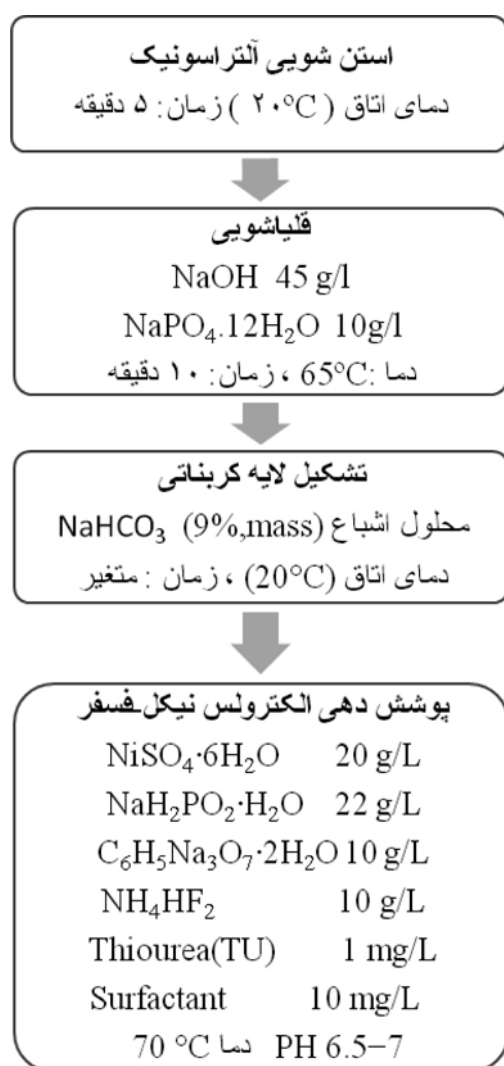 استن شویی آلتراسونیک
دمای اتاق ( ۲۰°C ) زمان: ۵ دقیقه
قلیاشویی
NaOH 45 g/l
NaPO₄.12H₂O 10g/l
دما :65°C ، زمان: ۱۰ دقیقه
تشکیل لایه کربناتی
محلول اشباع NaHCO₃ (9%,mass)
دمای اتاق (20°C) ، زمان : متغیر
پوشش دهی الکترولس نیکل-فسفر
NiSO₄·6H₂O 20 g/L
NaH₂PO₂·H₂O 22 g/L
C₆H₅Na₃O₇·2H₂O 10 g/L
NH₄HF₂ 10 g/L
Thiourea(TU) 1 mg/L
Surfactant 10 mg/L
70 °C دما PH 6.5–7